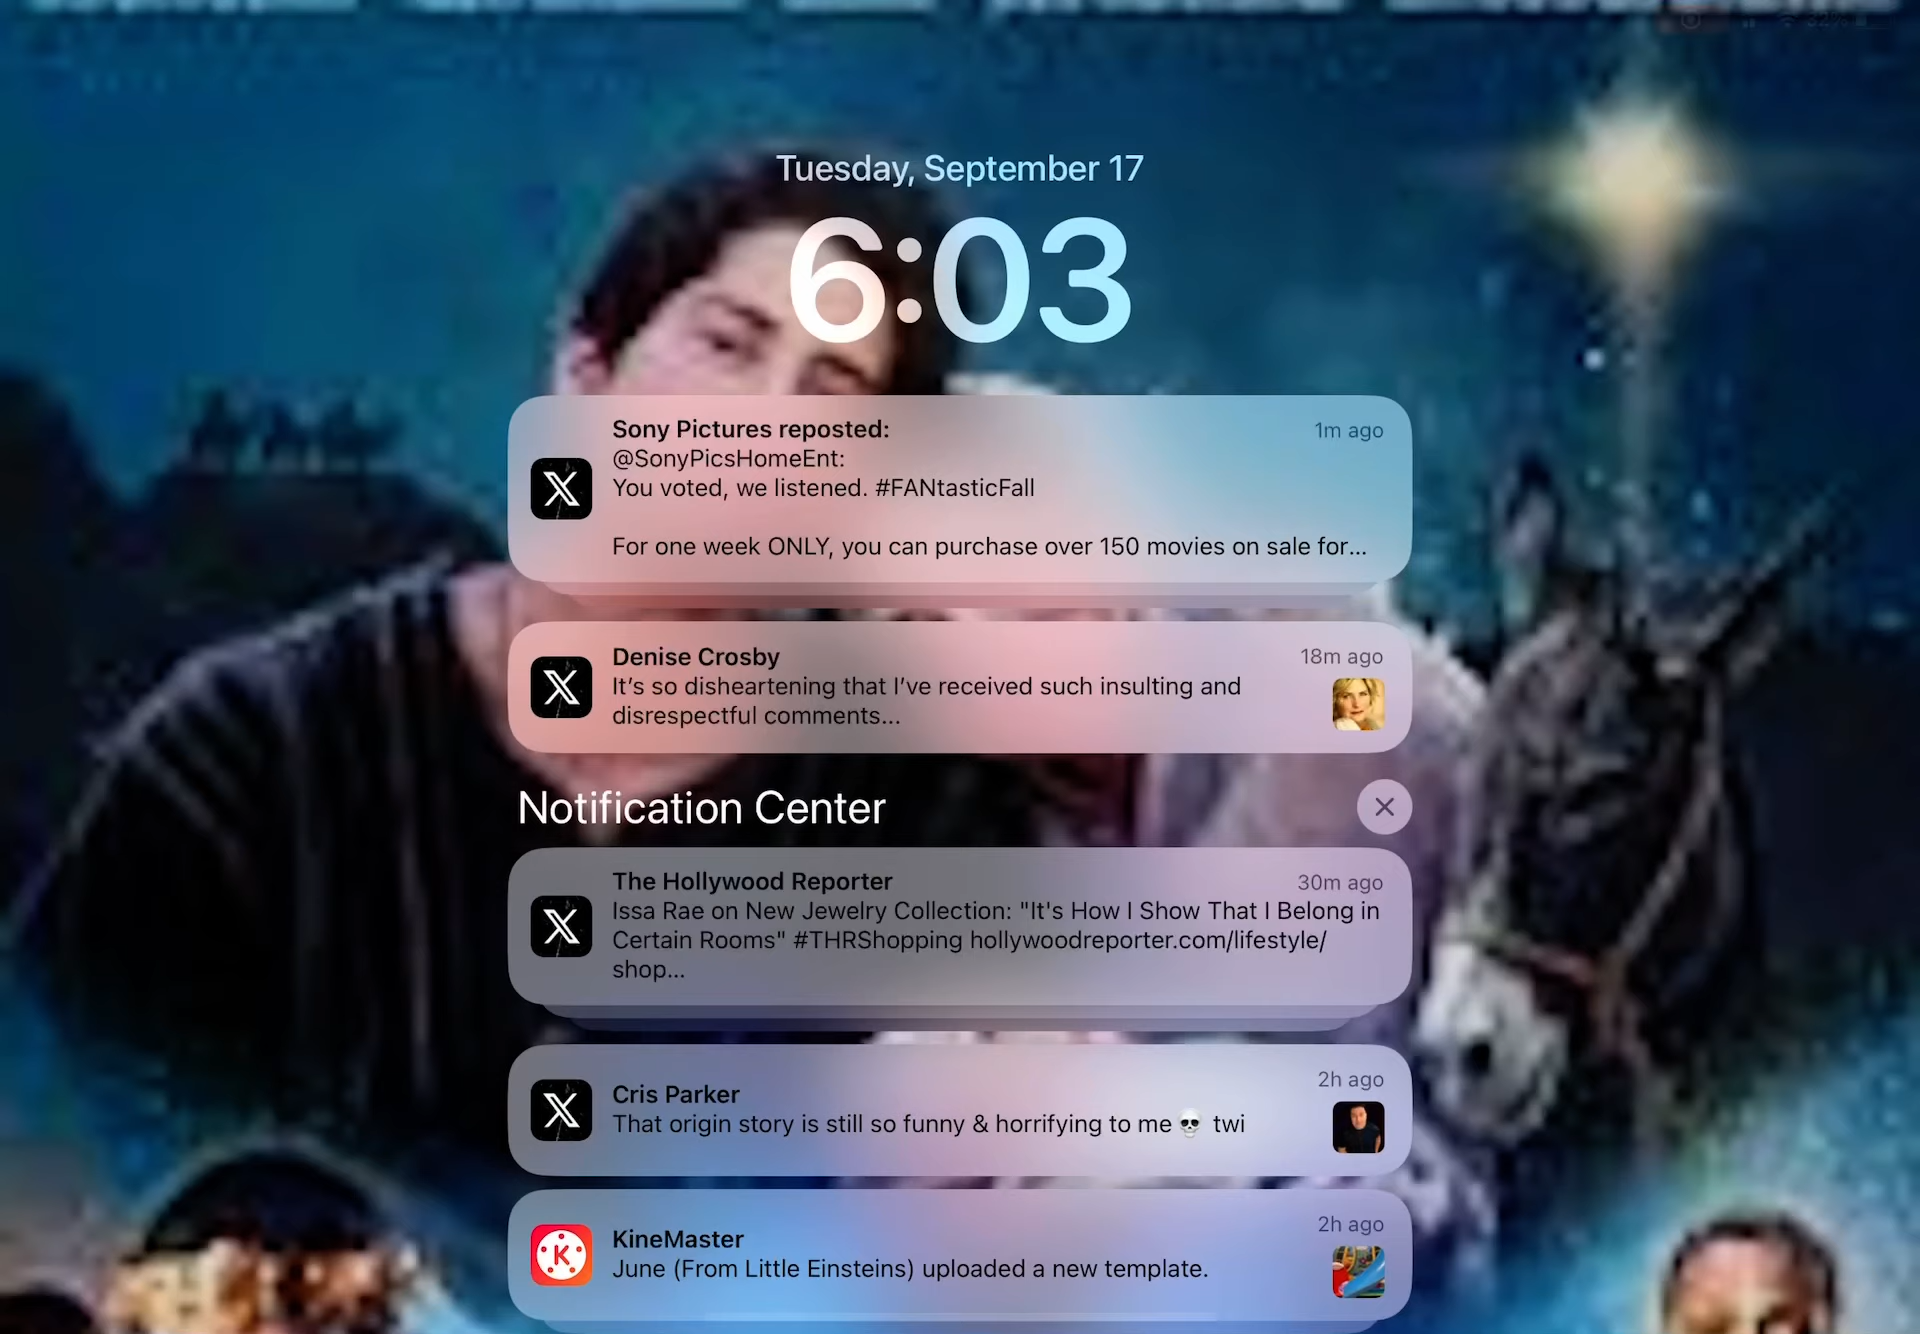 32%
Tuesday, September 17
6:03
Sony Pictures reposted:
1m ago
@SonyPicsHomeEnt:
You voted, we listened. #FANtasticFall
For one week ONLY, you can purchase over 150 movies on sale for...
Denise Crosby
18m ago
It’s so disheartening that I’ve received such insulting and
disrespectful comments...
Notification Center
The Hollywood Reporter
30m ago
Issa Rae on New Jewelry Collection: "It's How I Show That I Belong in
Certain Rooms" #THRShopping hollywoodreporter.com/lifestyle/
shop...
Cris Parker
2h ago
That origin story is still so funny & horrifying to me💀 twi
KineMaster
2h ago
June (From Little Einsteins) uploaded a new template.